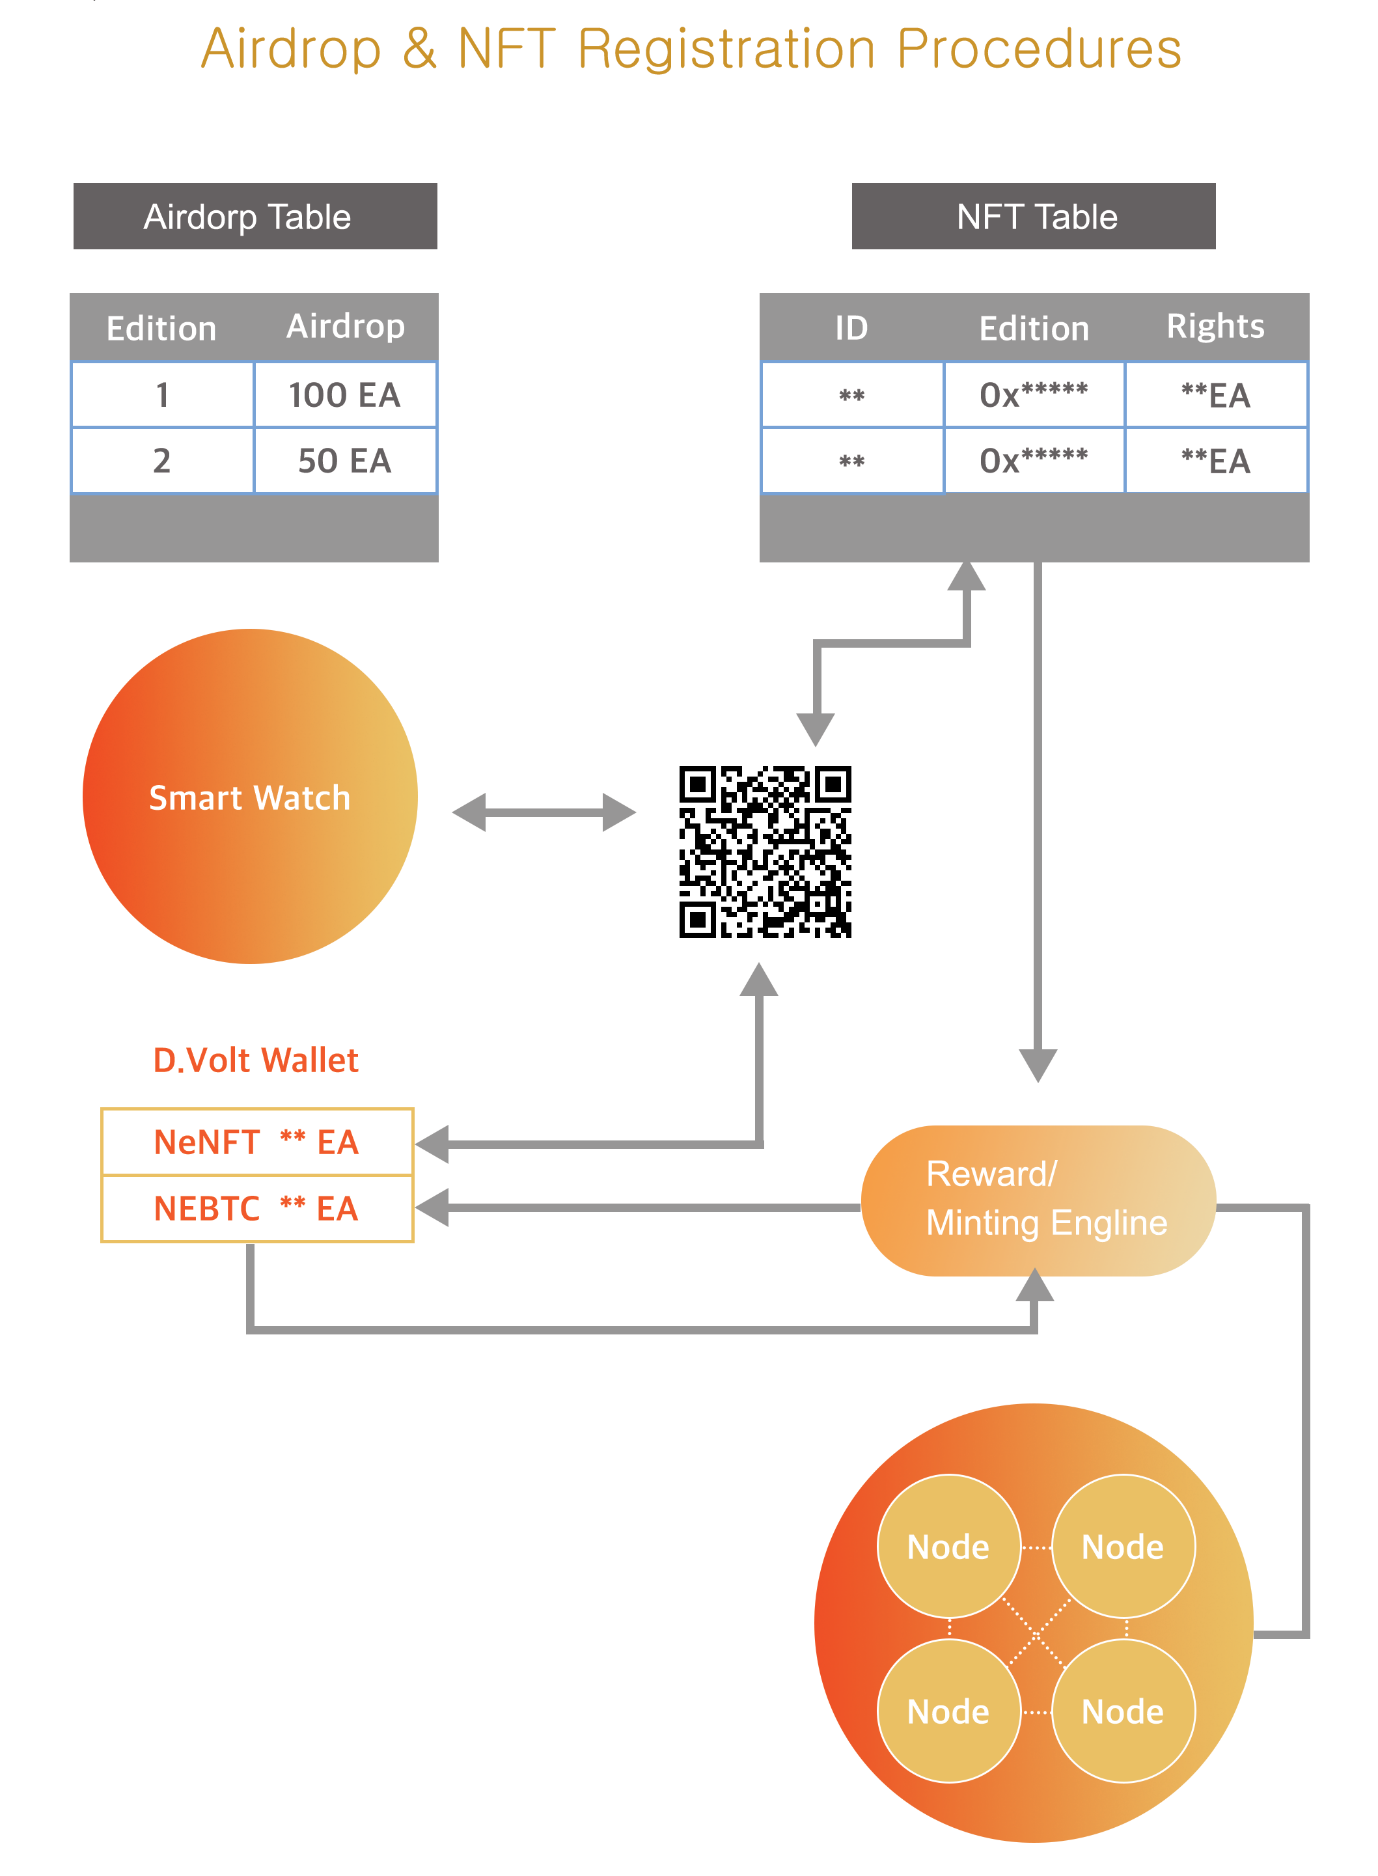 Airdrop & NFT Registration Procedures
Airdorp Table
Edition Airdrop
1 100 EA
2 50 EA
NFT Table
ID Edition Rights
** 0x***** **EA
** 0x***** **EA
Smart Watch
D.Volt Wallet
NeNFT ** EA
NEBTC ** EA
Reward/
Minting Engline
Node Node
Node Node